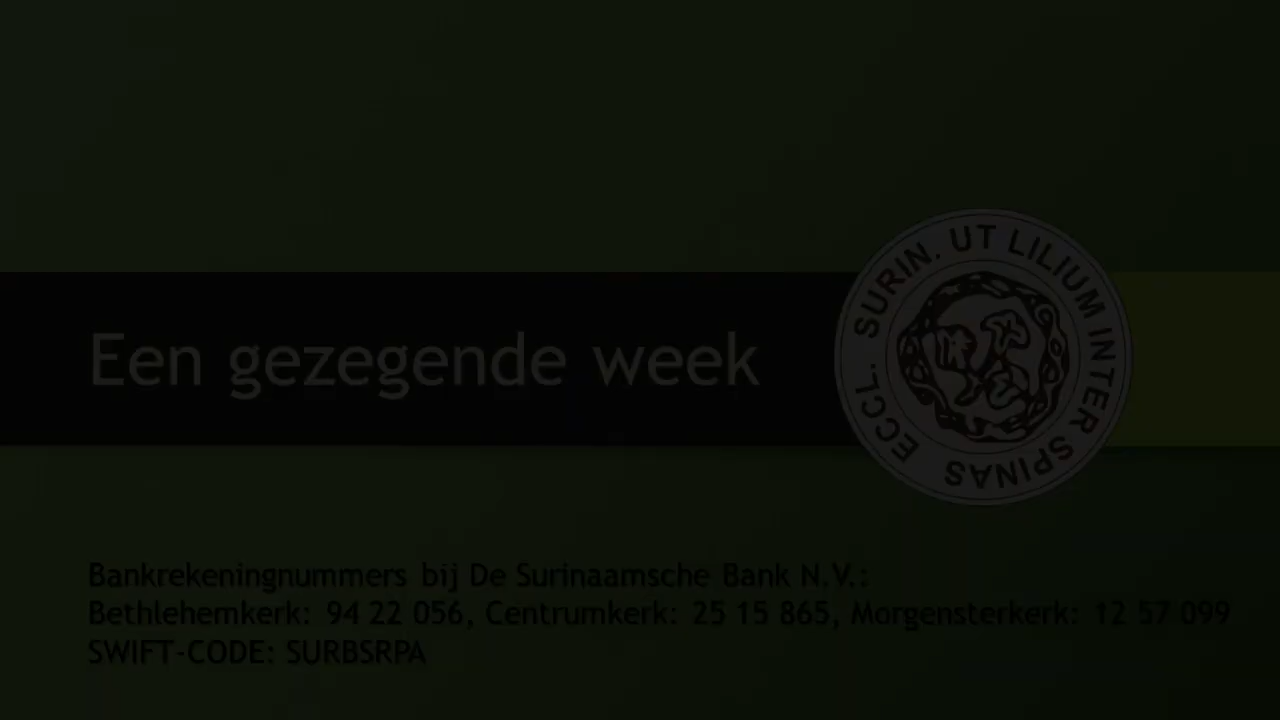 Een gezegende week
ECCL. SURIN. UT LILIUM INTER SPINAS
Bankrekeningnummers bij De Surinaamsche Bank N.V.:
Bethlehemkerk: 94 22 056, Centrumkerk: 25 15 865, Morgensterkerk: 12 57 099
SWIFT-CODE: SURBSRPA